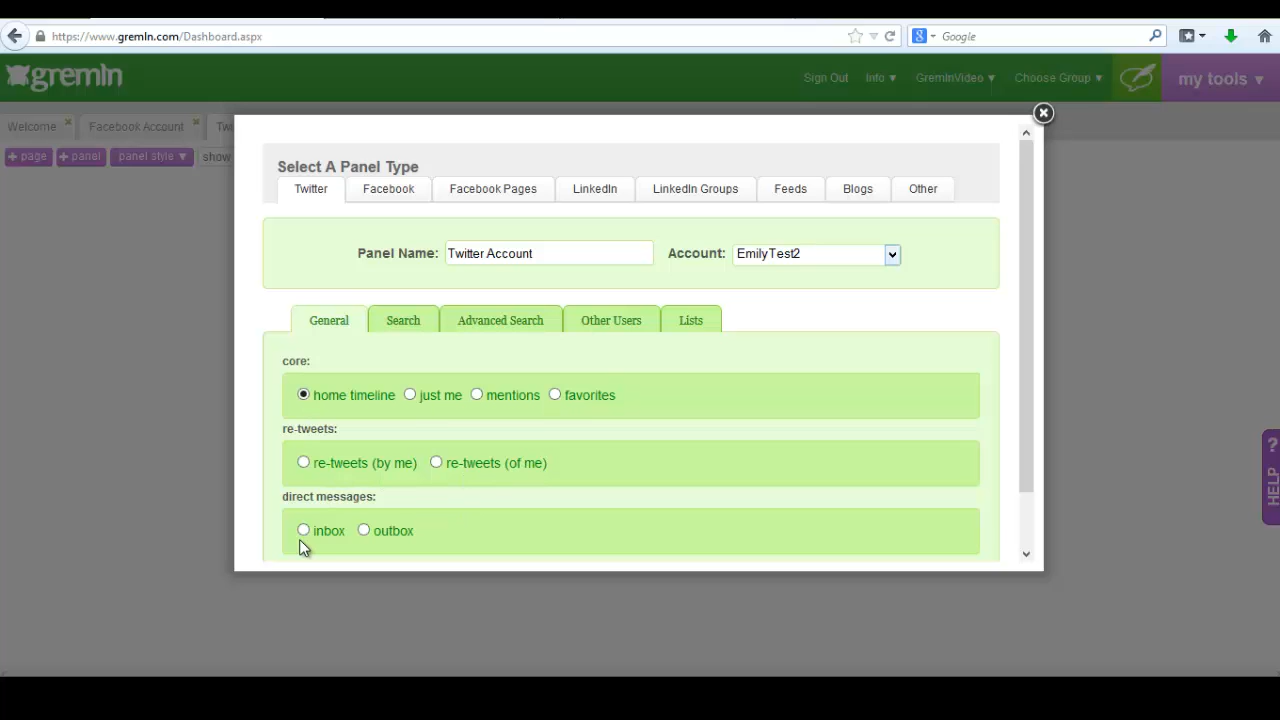 https://www.gremln.com/Dashboard.aspx
Google
gremln
Sign Out Info ▼ GremlnVideo ▼ Choose Group ▼ my tools ▼
Welcome Facebook Account Twi
+ page + panel panel style ▼ show
Select A Panel Type
Twitter Facebook Facebook Pages LinkedIn LinkedIn Groups Feeds Blogs Other
Panel Name: Twitter Account Account: EmilyTest2
General Search Advanced Search Other Users Lists
core:
home timeline just me mentions favorites
re-tweets:
re-tweets (by me) re-tweets (of me)
direct messages:
inbox outbox
HELP ?